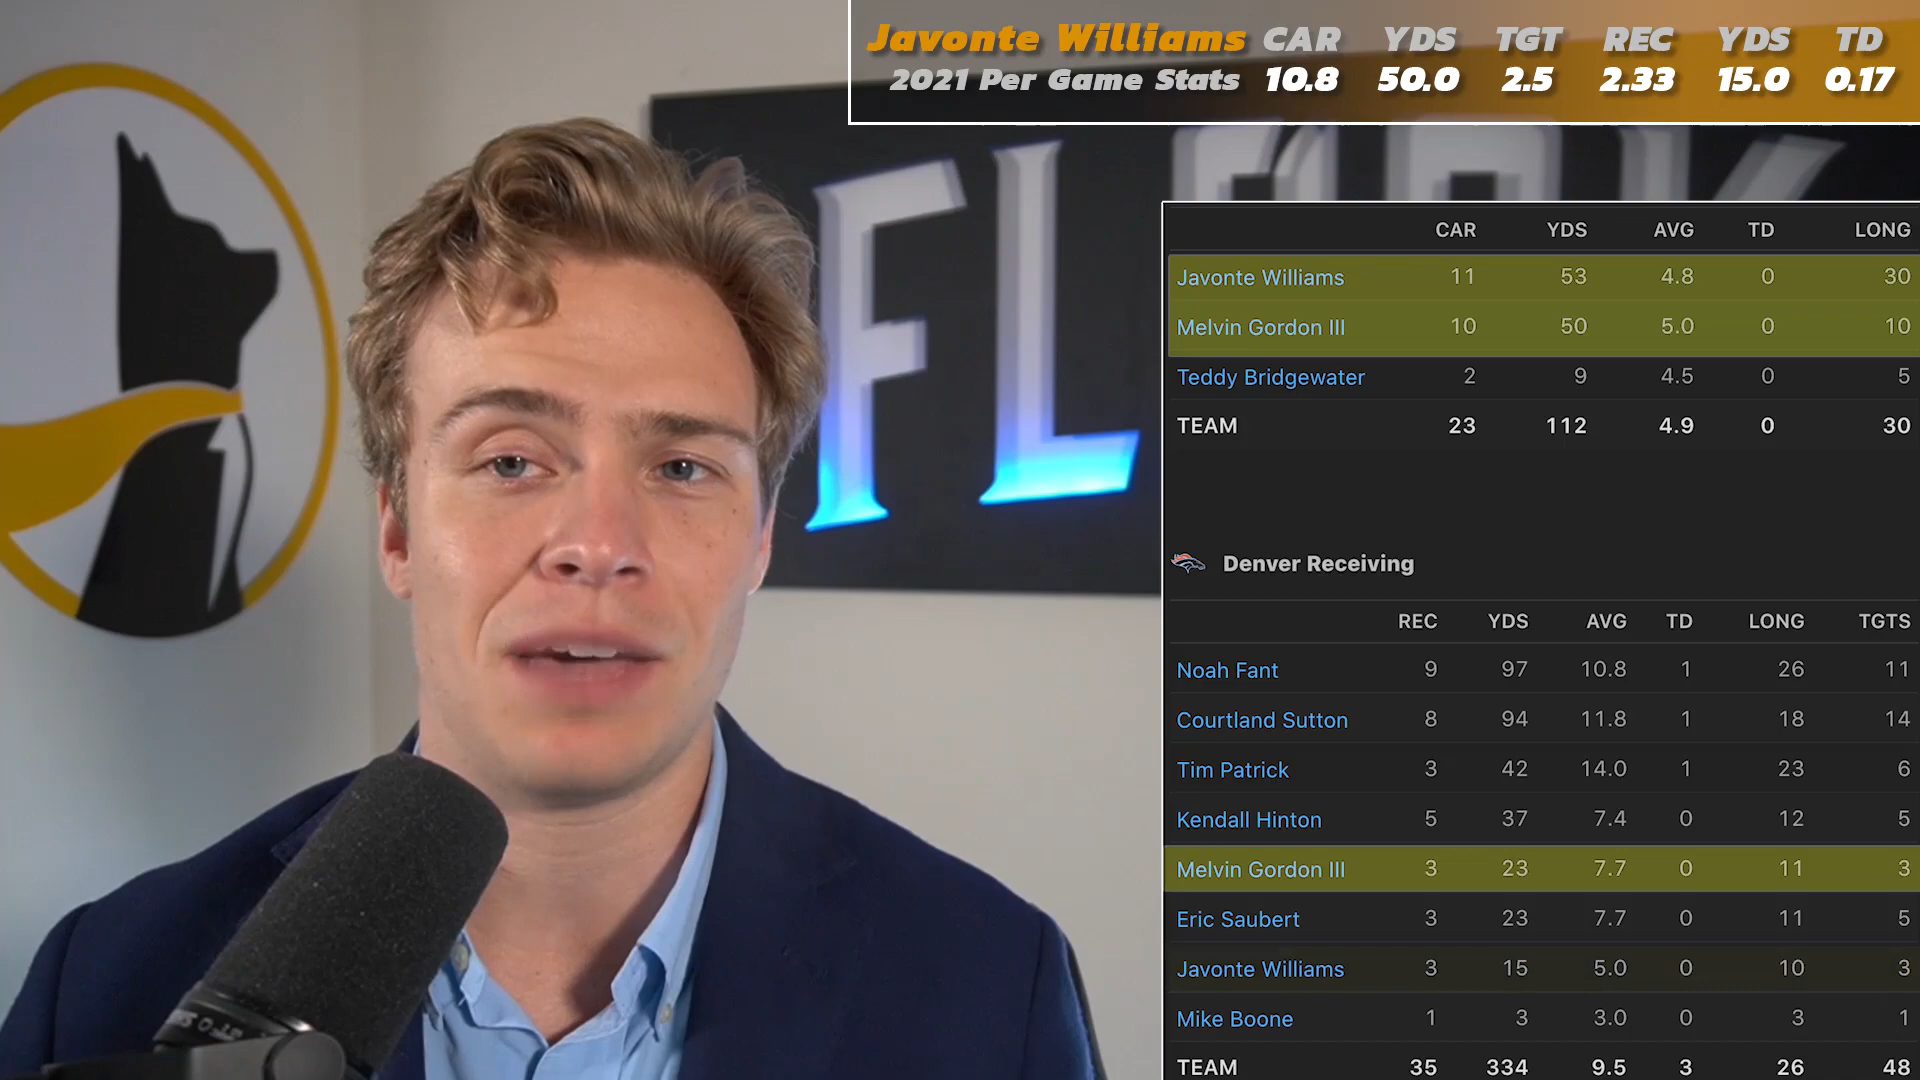 Javonte Williams CAR YDS TGT REC YDS TD
2021 Per Game Stats 10.8 50.0 2.5 2.33 15.0 0.17
FLOCK
CAR YDS AVG TD LONG
Javonte Williams 11 53 4.8 0 30
Melvin Gordon III 10 50 5.0 0 10
Teddy Bridgewater 2 9 4.5 0 5
TEAM 23 112 4.9 0 30
Denver Receiving
REC YDS AVG TD LONG TGTS
Noah Fant 9 97 10.8 1 26 11
Courtland Sutton 8 94 11.8 1 18 14
Tim Patrick 3 42 14.0 1 23 6
Kendall Hinton 5 37 7.4 0 12 5
Melvin Gordon III 3 23 7.7 0 11 3
Eric Saubert 3 23 7.7 0 11 5
Javonte Williams 3 15 5.0 0 10 3
Mike Boone 1 3 3.0 0 3 1
TEAM 35 334 9.5 3 26 48